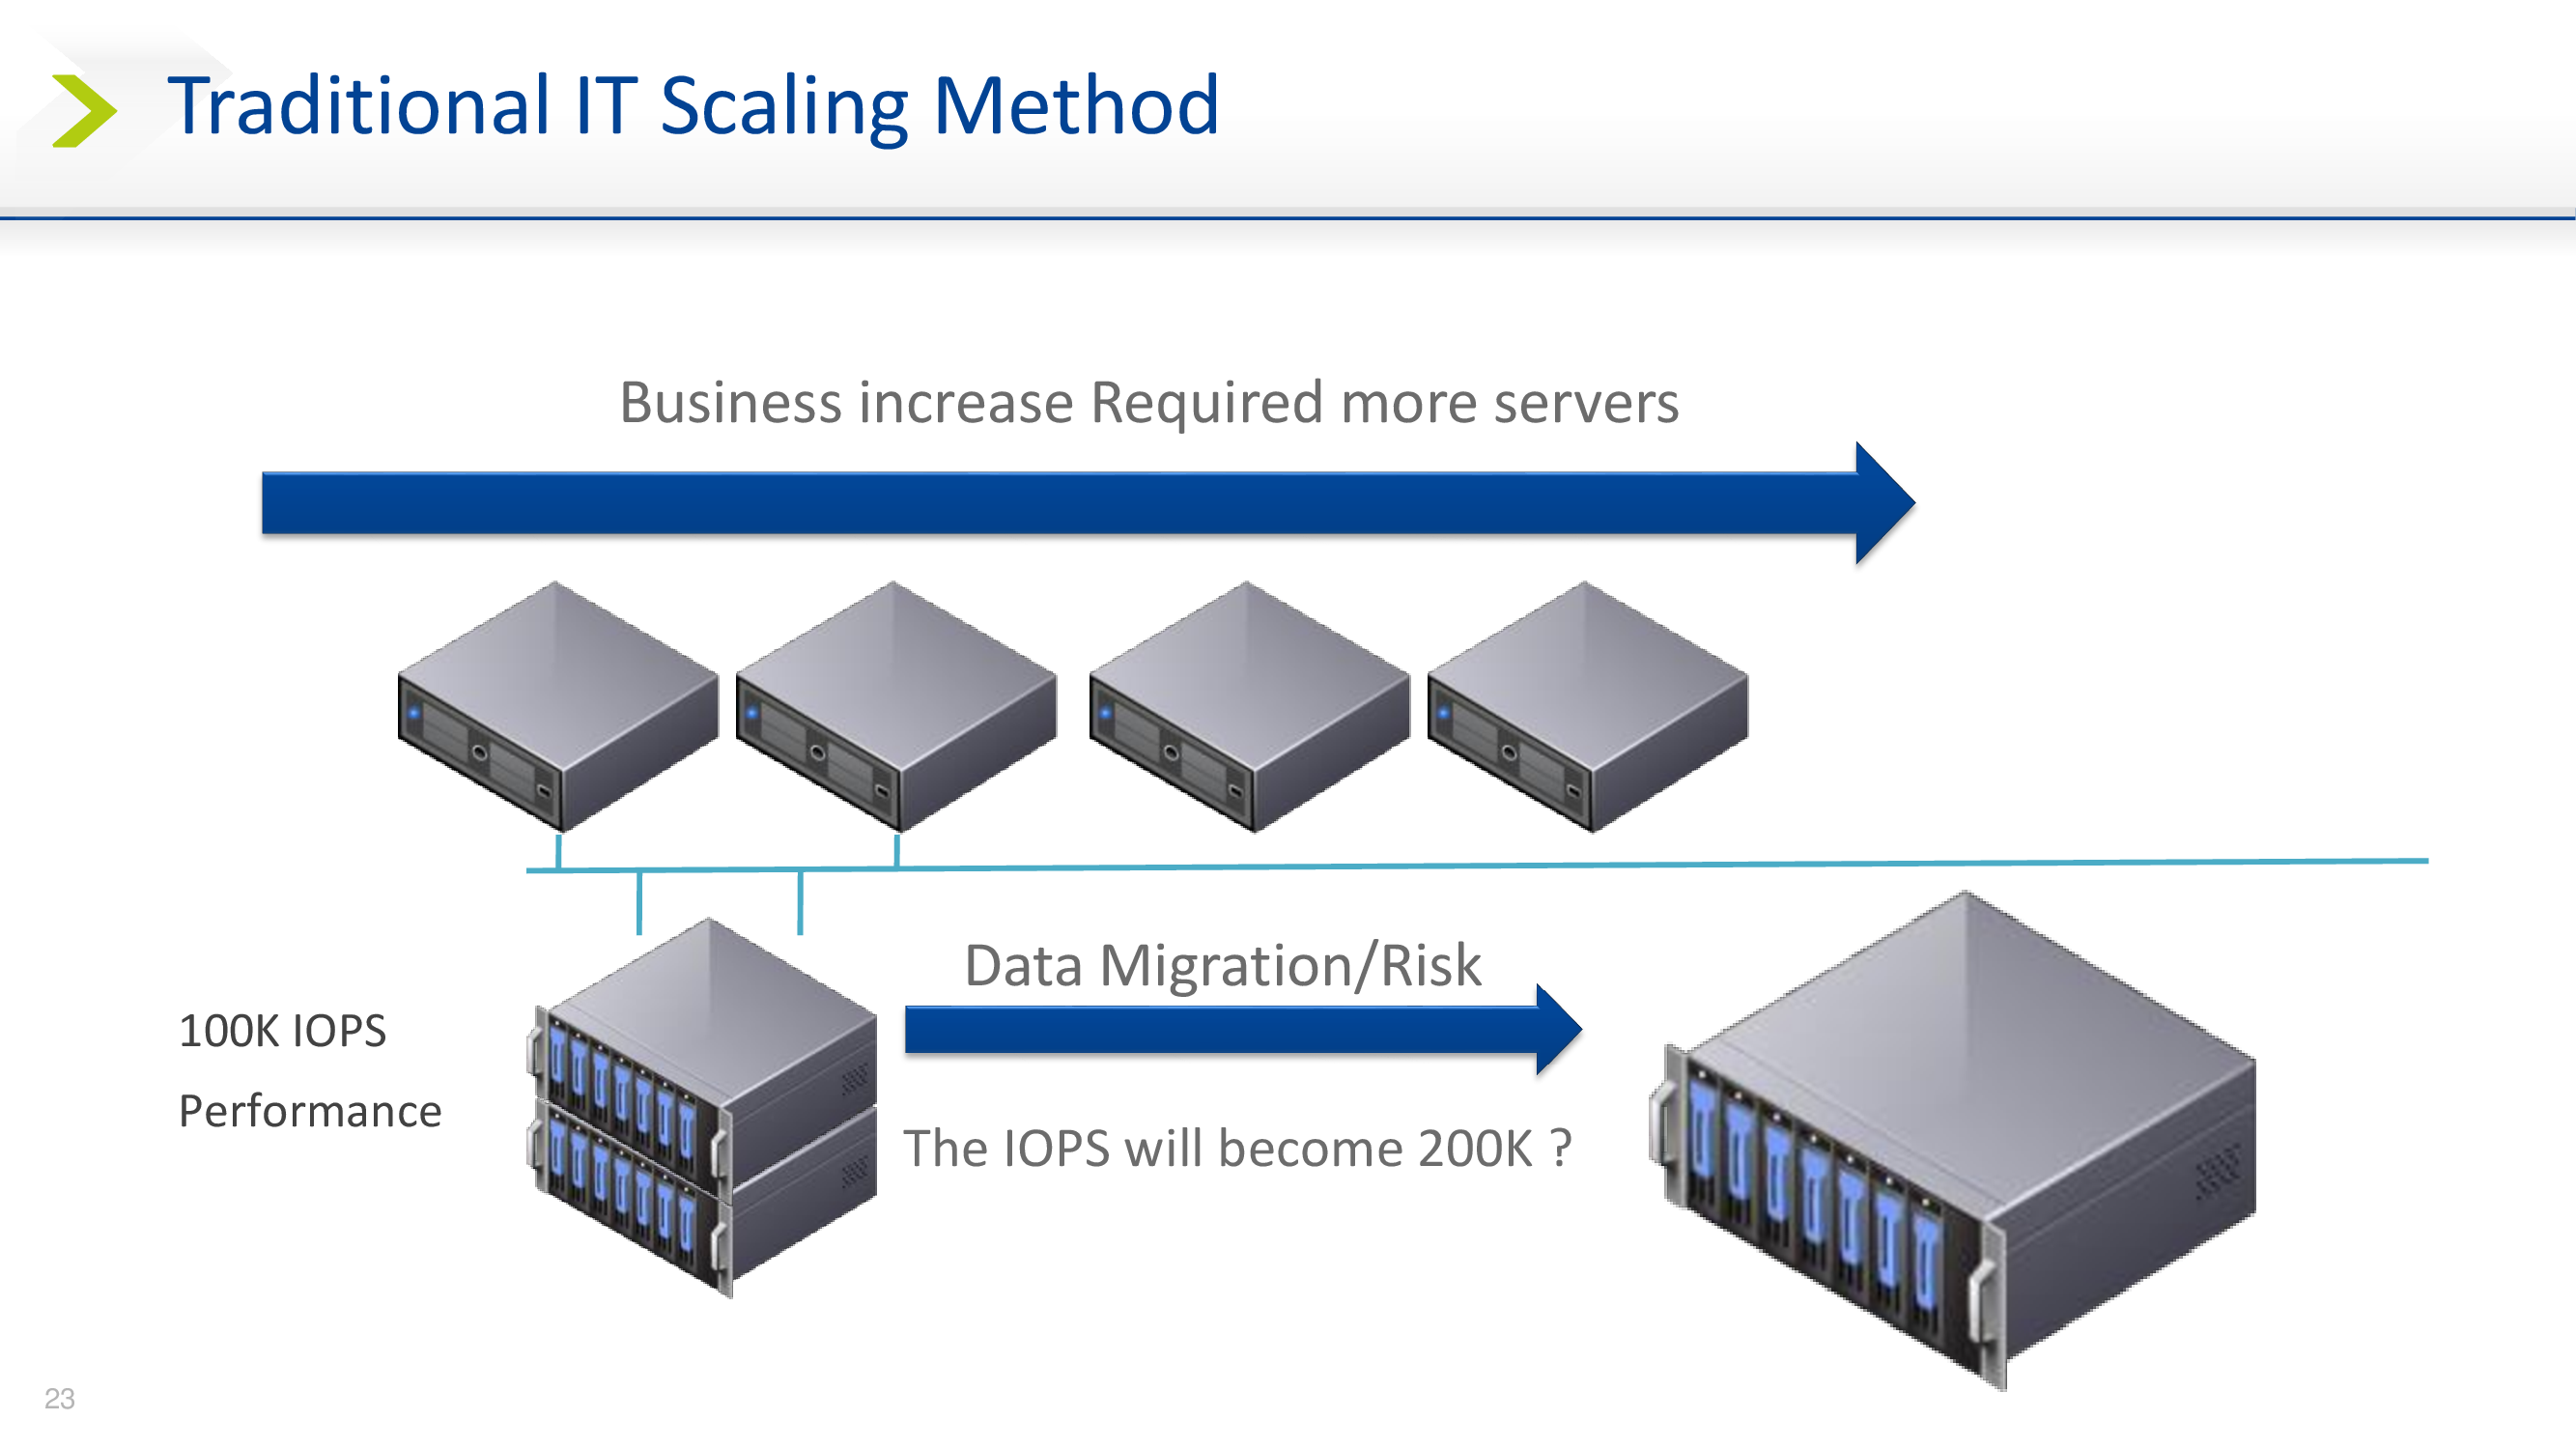 Traditional IT Scaling Method
Business increase Required more servers
Data Migration/Risk
100K IOPS
Performance
The IOPS will become 200K ?
23